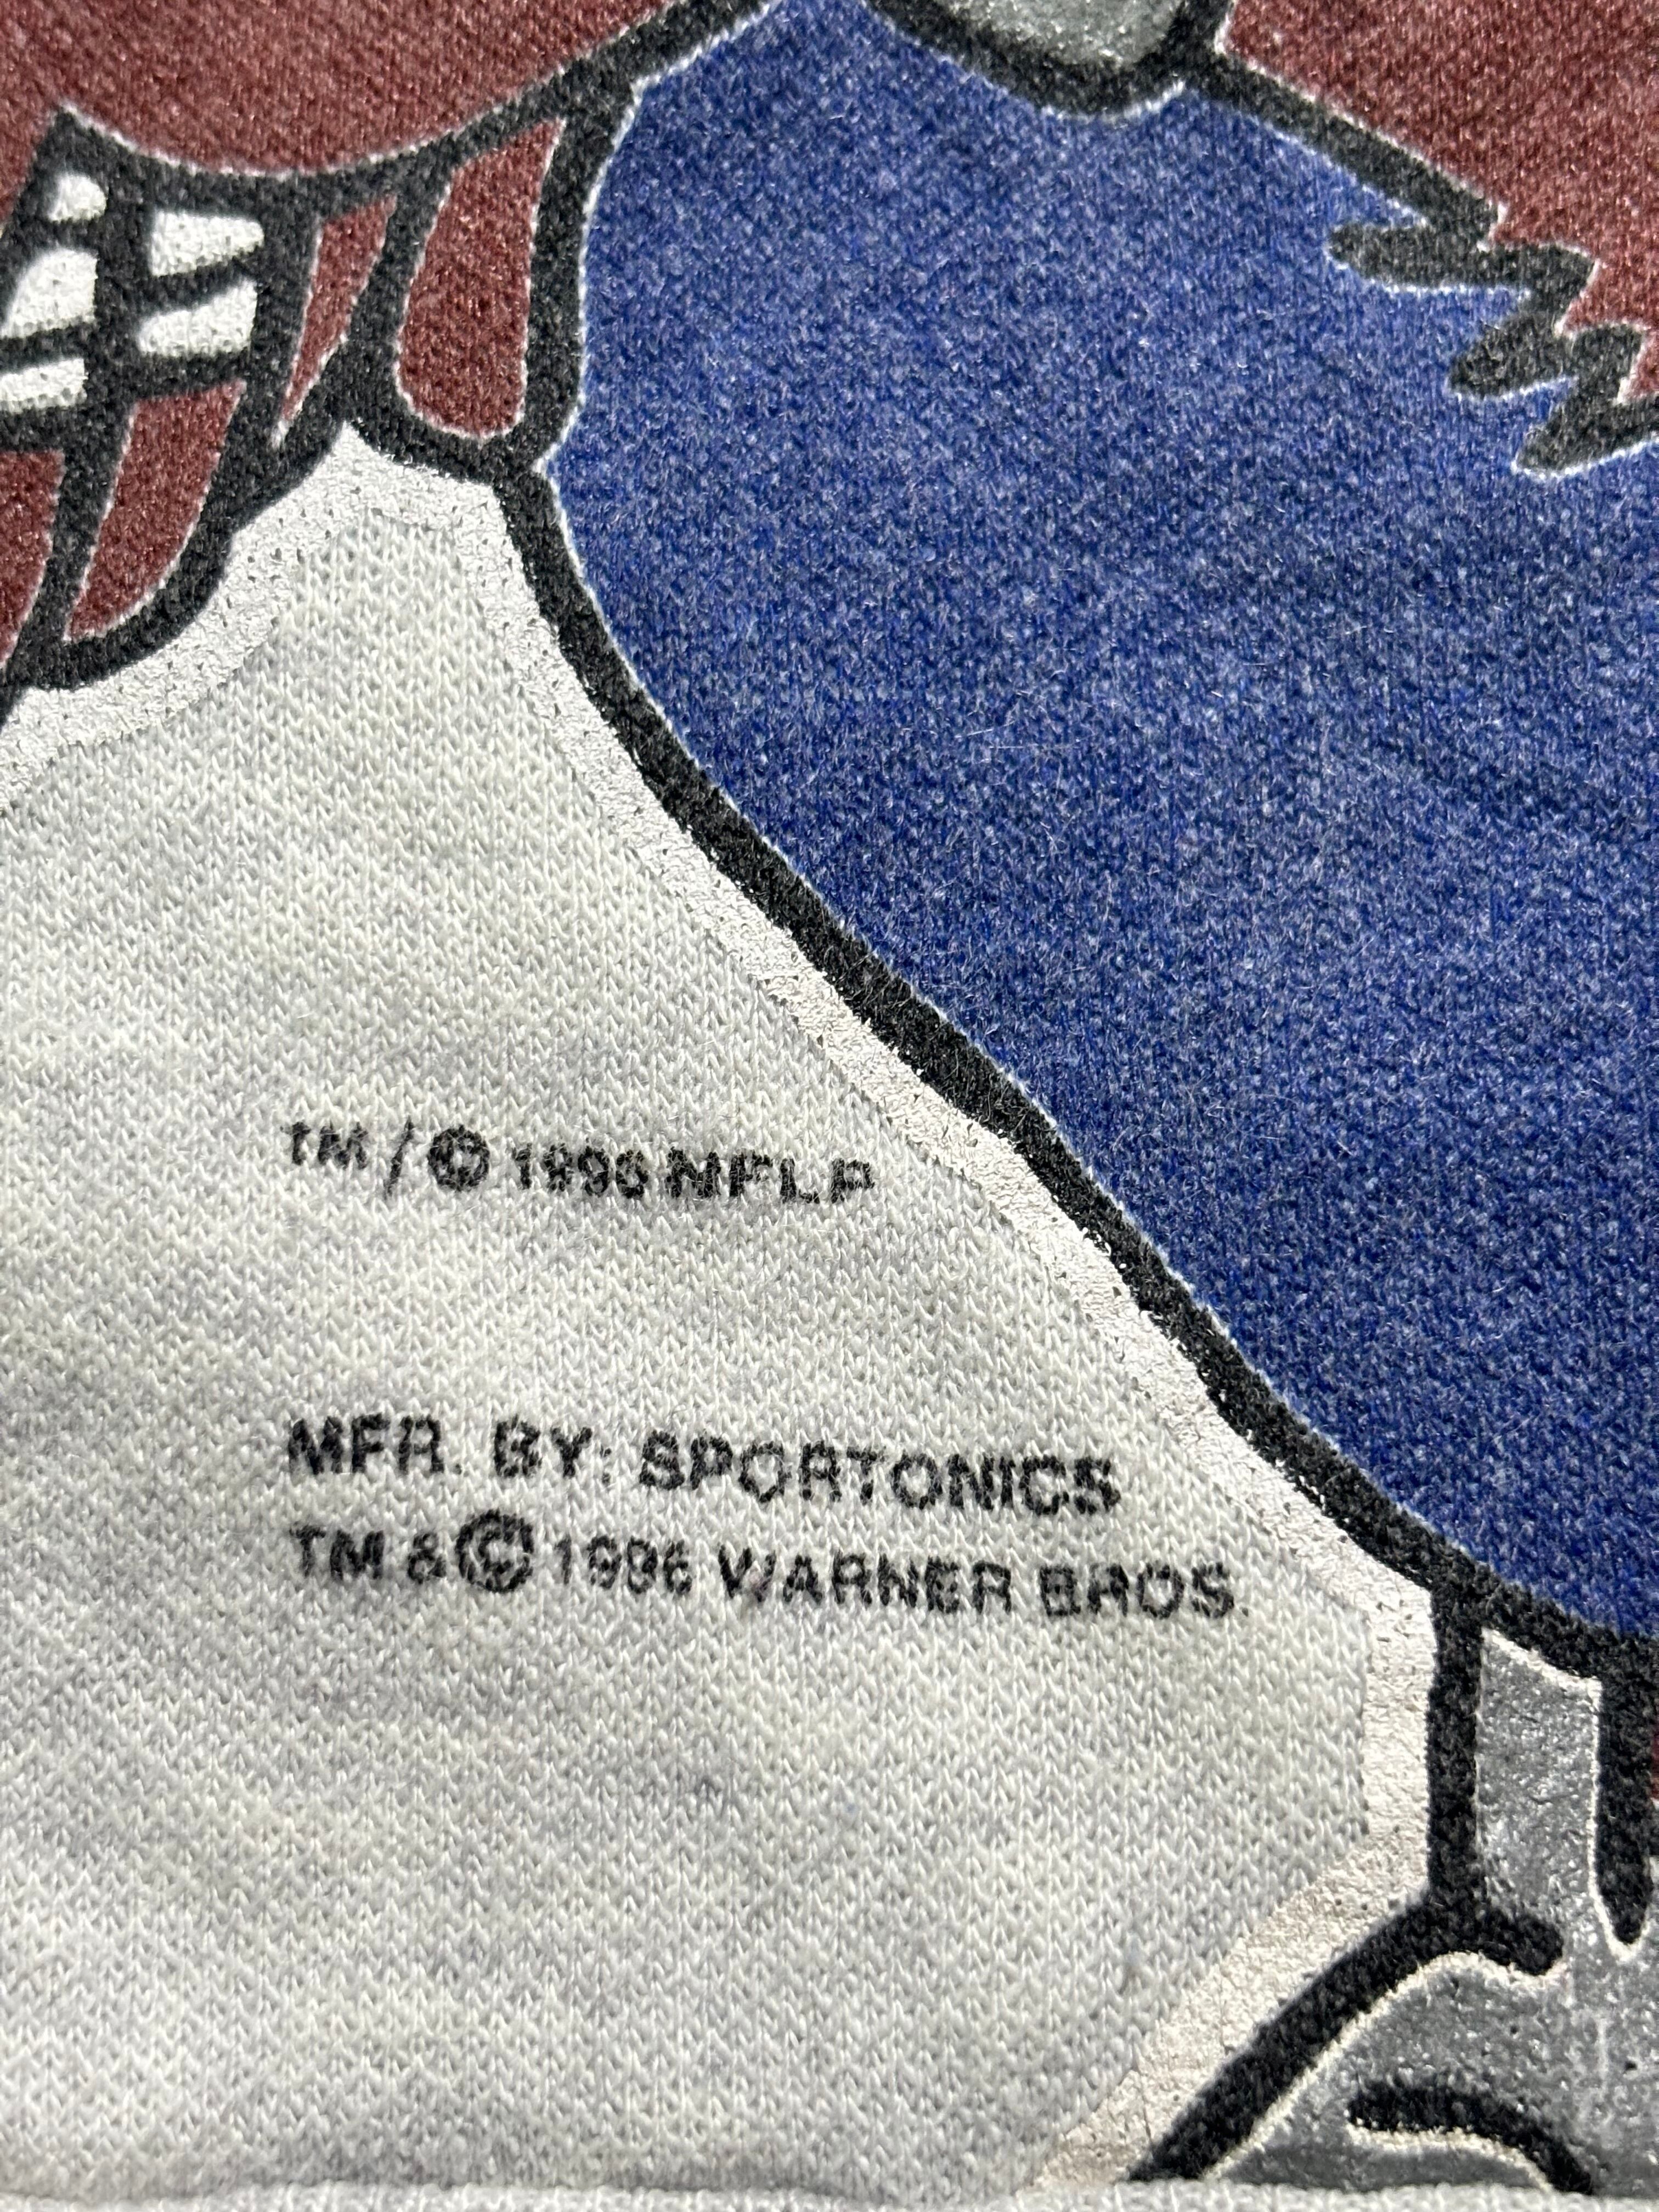 TM/© 1996 NFLP
MFR. BY: SPORTONICS
TM & © 1996 WARNER BROS.